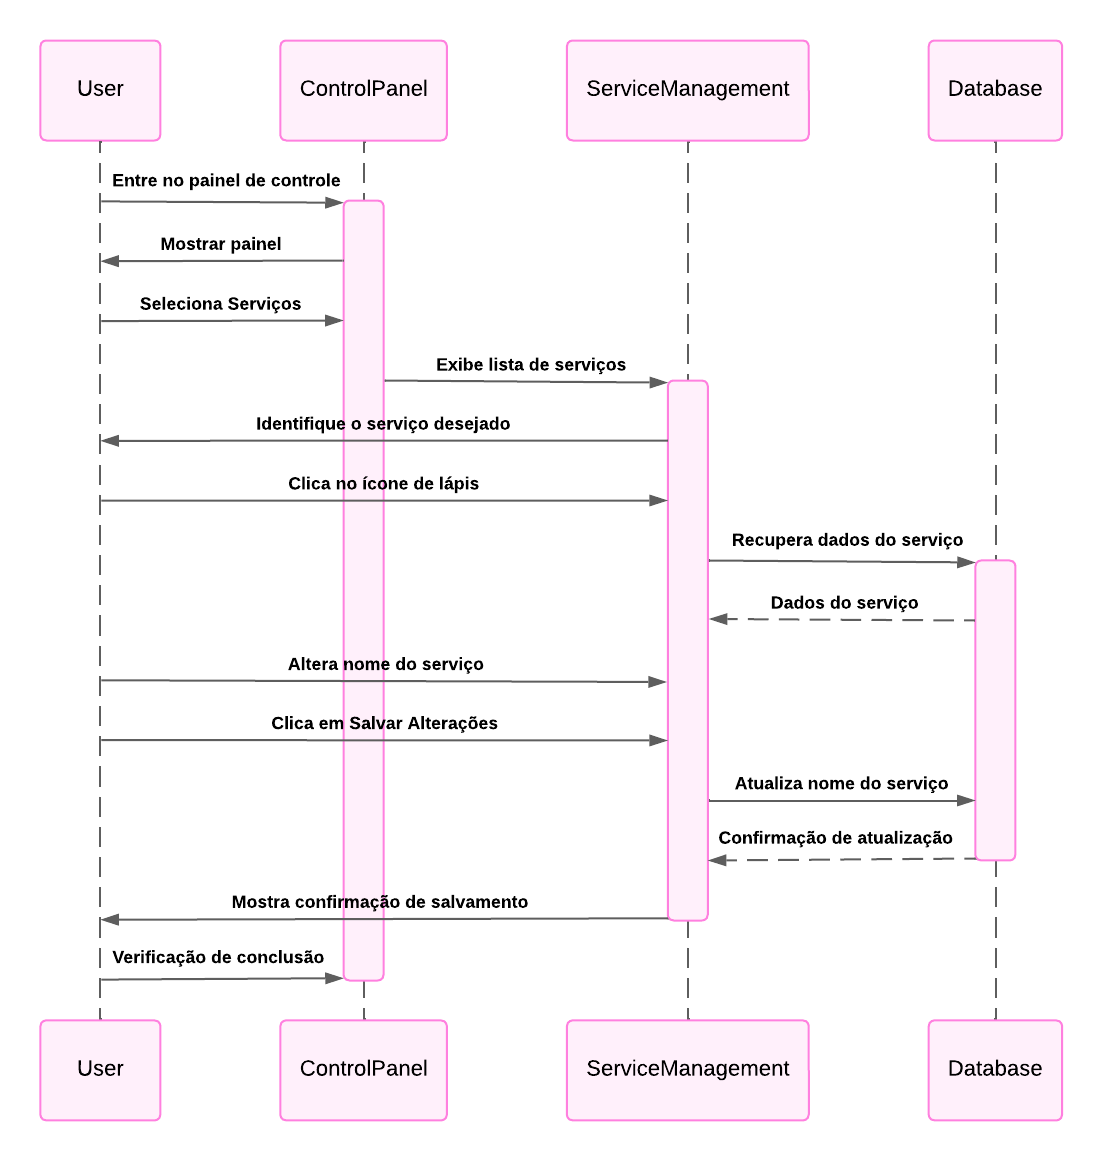 User
ControlPanel
ServiceManagement
Database
Entre no painel de controle
Mostrar painel
Seleciona Serviços
Exibe lista de serviços
Identifique o serviço desejado
Clica no ícone de lápis
Recupera dados do serviço
Dados do serviço
Altera nome do serviço
Clica em Salvar Alterações
Atualiza nome do serviço
Confirmação de atualização
Mostra confirmação de salvamento
Verificação de conclusão
User
ControlPanel
ServiceManagement
Database